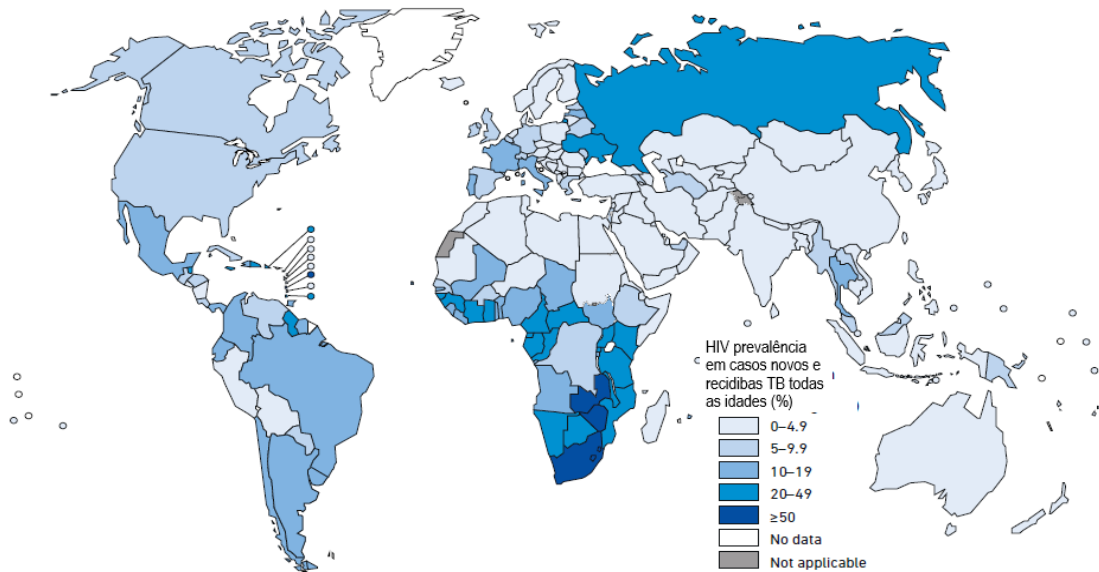 HIV prevalência
em casos novos e
recidibas TB todas
as idades (%)
0–4.9
5–9.9
10–19
20–49
≥50
No data
Not applicable